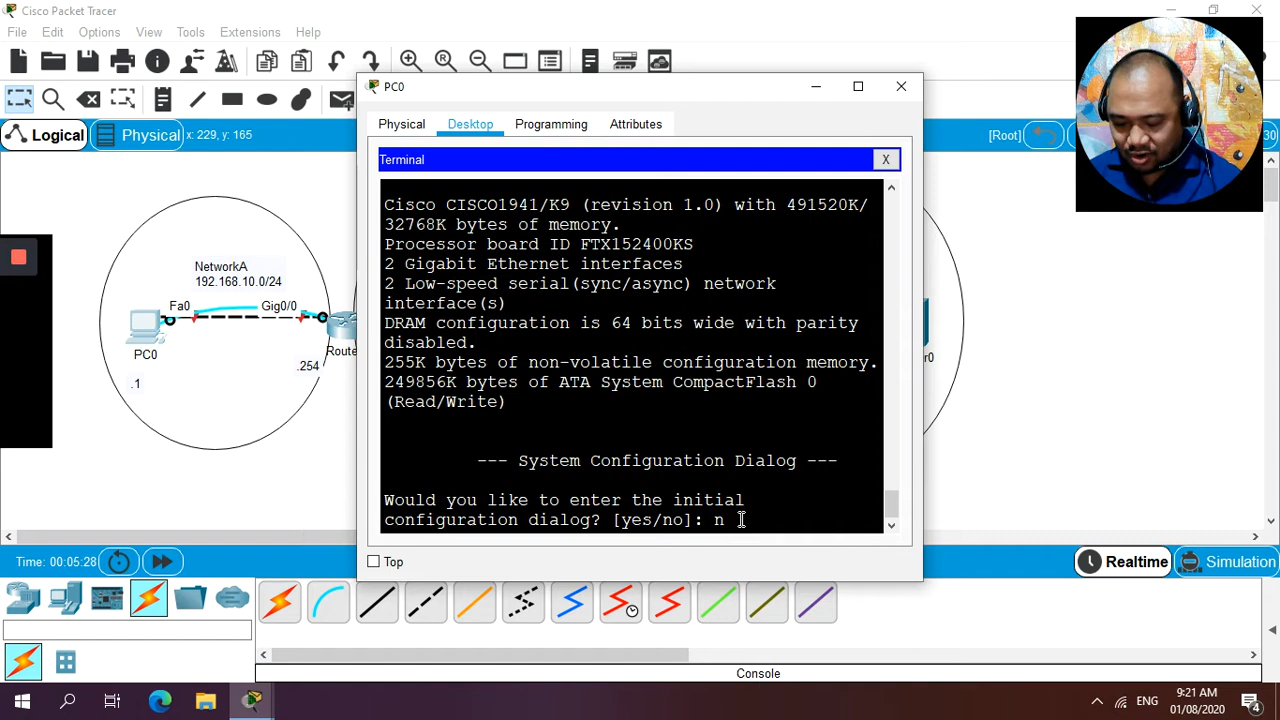 Cisco Packet Tracer
File Edit Options View Tools Extensions Help
Logical
Physical
x: 229, y: 165
[Root]
30
PC0
Physical
Desktop
Programming
Attributes
Terminal
X
Cisco CISCO1941/K9 (revision 1.0) with 491520K/
32768K bytes of memory.
Processor board ID FTX152400KS
2 Gigabit Ethernet interfaces
2 Low-speed serial(sync/async) network
interface(s)
DRAM configuration is 64 bits wide with parity
disabled.
255K bytes of non-volatile configuration memory.
249856K bytes of ATA System CompactFlash 0
(Read/Write)
--- System Configuration Dialog ---
Would you like to enter the initial
configuration dialog? [yes/no]: n
Top
NetworkA
192.168.10.0/24
Fa0
Gig0/0
PC0
Route
.1
.254
r0
Time: 00:05:28
Realtime
Simulation
Console
ENG
9:21 AM
01/08/2020
4